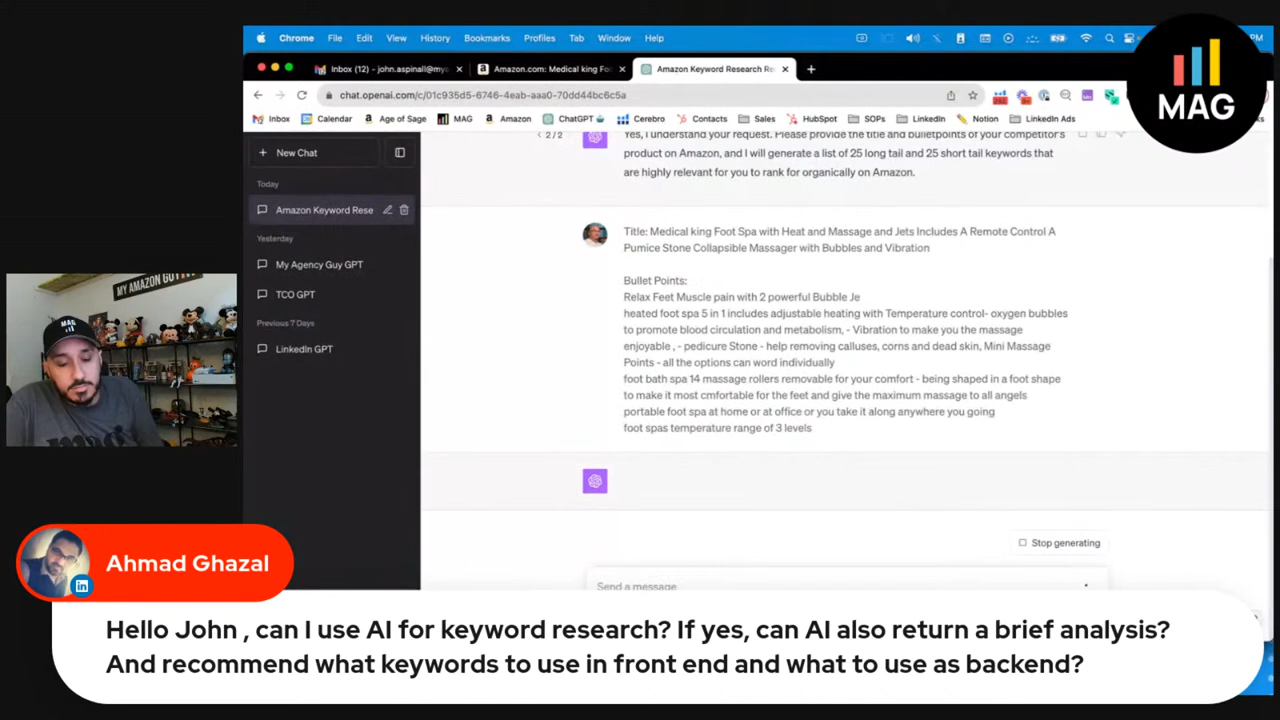 Chrome File Edit View History Bookmarks Profiles Tab Window Help
Inbox (12) - john.aspinall@my
Amazon.com: Medical king Fo
Amazon Keyword Research Re
chat.openai.com/c/01c935d5-6746-4eab-aaa0-70dd44bc6c5a
Inbox Calendar Age of Sage MAG Amazon ChatGPT Cerebro Contacts Sales HubSpot SOPs LinkedIn Notion LinkedIn Ads
MAG
New Chat
Today
Amazon Keyword Rese
Yesterday
My Agency Guy GPT
TCO GPT
Previous 7 Days
LinkedIn GPT
2/2
Yes, I understand your request. Please provide the title and bulletpoints of your competitor's
product on Amazon, and I will generate a list of 25 long tail and 25 short tail keywords that
are highly relevant for you to rank for organically on Amazon.
Title: Medical king Foot Spa with Heat and Massage and Jets Includes A Remote Control A
Pumice Stone Collapsible Massager with Bubbles and Vibration
Bullet Points:
Relax Feet Muscle pain with 2 powerful Bubble Je
heated foot spa 5 in 1 includes adjustable heating with Temperature control- oxygen bubbles
to promote blood circulation and metabolism, - Vibration to make you the massage
enjoyable , - pedicure Stone - help removing calluses, corns and dead skin, Mini Massage
Points - all the options can word individually
foot bath spa 14 massage rollers removable for your comfort - being shaped in a foot shape
to make it most cmfortable for the feet and give the maximum massage to all angels
portable foot spa at home or at office or you take it along anywhere you going
foot spas temperature range of 3 levels
Stop generating
Send a message
MY AMAZON GUY
MAG
Ahmad Ghazal
in
Hello John , can I use AI for keyword research? If yes, can AI also return a brief analysis?
And recommend what keywords to use in front end and what to use as backend?